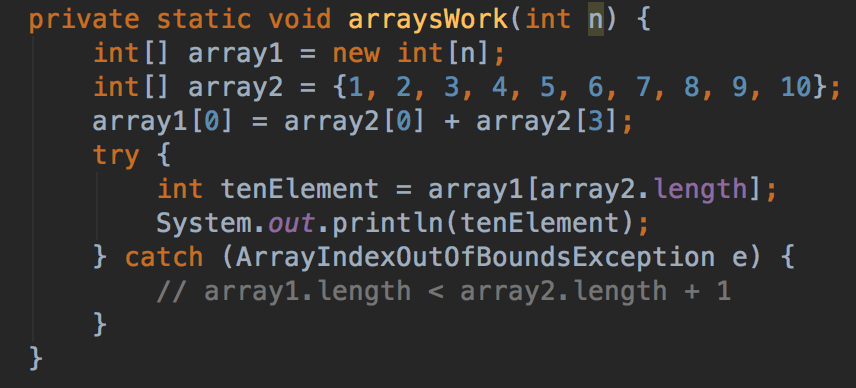 private static void arraysWork(int n) {
    int[] array1 = new int[n];
    int[] array2 = {1, 2, 3, 4, 5, 6, 7, 8, 9, 10};
    array1[0] = array2[0] + array2[3];
    try {
        int tenElement = array1[array2.length];
        System.out.println(tenElement);
    } catch (ArrayIndexOutOfBoundsException e) {
        // array1.length < array2.length + 1
    }
}